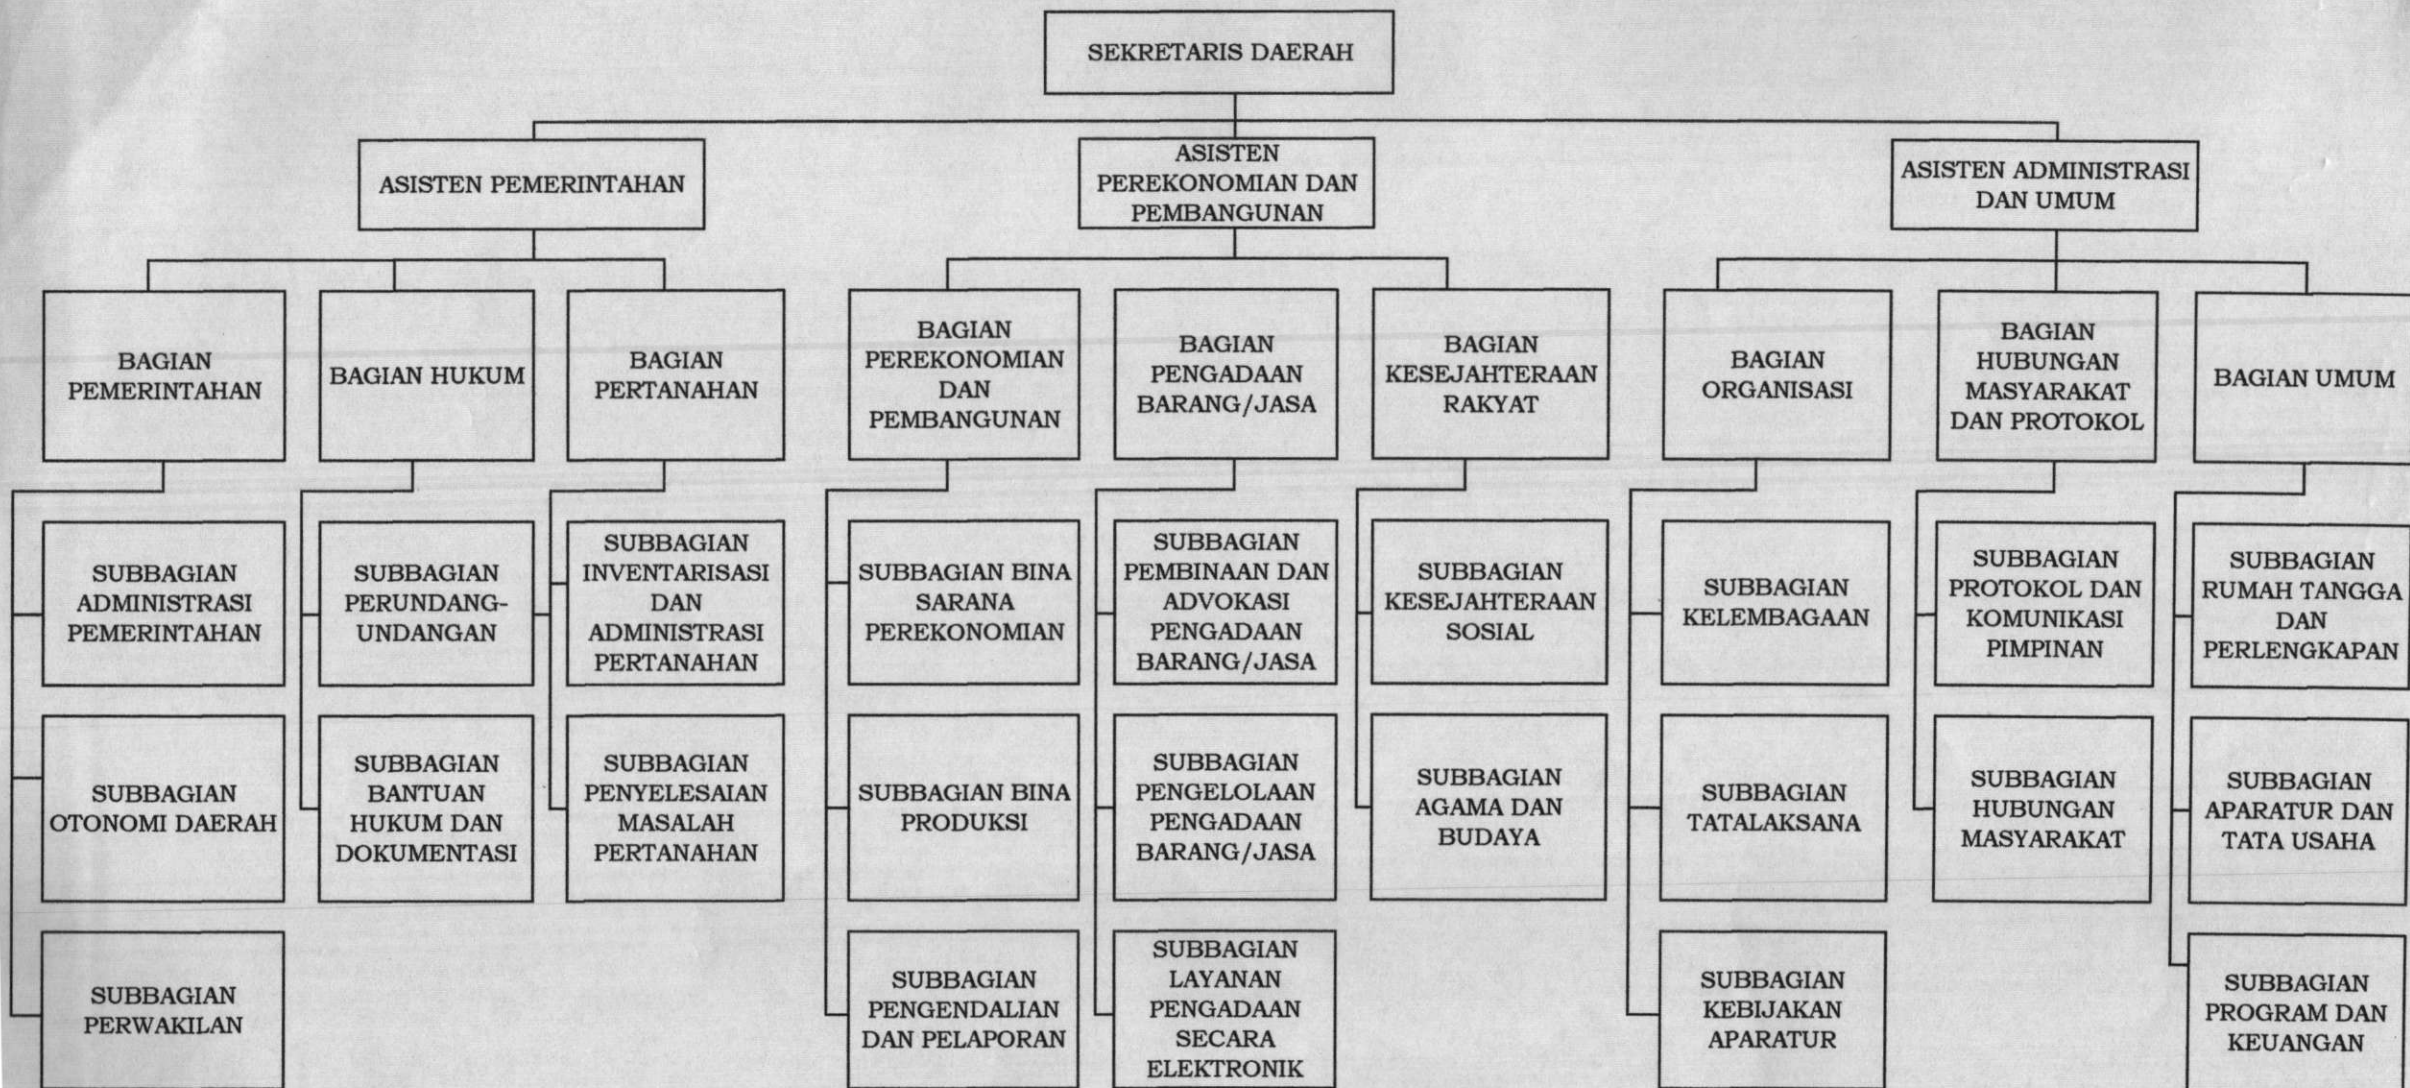 SEKRETARIS DAERAH
ASISTEN PEMERINTAHAN
ASISTEN
PEREKONOMIAN DAN
PEMBANGUNAN
ASISTEN ADMINISTRASI
DAN UMUM
BAGIAN
PEMERINTAHAN
BAGIAN HUKUM
BAGIAN
PERTANAHAN
BAGIAN
PEREKONOMIAN
DAN
PEMBANGUNAN
BAGIAN
PENGADAAN
BARANG/JASA
BAGIAN
KESEJAHTERAAN
RAKYAT
BAGIAN
ORGANISASI
BAGIAN
HUBUNGAN
MASYARAKAT
DAN PROTOKOL
BAGIAN UMUM
SUBBAGIAN
ADMINISTRASI
PEMERINTAHAN
SUBBAGIAN
PERUNDANG-
UNDANGAN
SUBBAGIAN
INVENTARISASI
DAN
ADMINISTRASI
PERTANAHAN
SUBBAGIAN BINA
SARANA
PEREKONOMIAN
SUBBAGIAN
PEMBINAAN DAN
ADVOKASI
PENGADAAN
BARANG/JASA
SUBBAGIAN
KESEJAHTERAAN
SOSIAL
SUBBAGIAN
KELEMBAGAAN
SUBBAGIAN
PROTOKOL DAN
KOMUNIKASI
PIMPINAN
SUBBAGIAN
RUMAH TANGGA
DAN
PERLENGKAPAN
SUBBAGIAN
OTONOMI DAERAH
SUBBAGIAN
BANTUAN
HUKUM DAN
DOKUMENTASI
SUBBAGIAN
PENYELESAIAN
MASALAH
PERTANAHAN
SUBBAGIAN BINA
PRODUKSI
SUBBAGIAN
PENGELOLAAN
PENGADAAN
BARANG/JASA
SUBBAGIAN
AGAMA DAN
BUDAYA
SUBBAGIAN
TATALAKSANA
SUBBAGIAN
HUBUNGAN
MASYARAKAT
SUBBAGIAN
APARATUR DAN
TATA USAHA
SUBBAGIAN
PERWAKILAN
SUBBAGIAN
PENGENDALIAN
DAN PELAPORAN
SUBBAGIAN
LAYANAN
PENGADAAN
SECARA
ELEKTRONIK
SUBBAGIAN
KEBIJAKAN
APARATUR
SUBBAGIAN
PROGRAM DAN
KEUANGAN